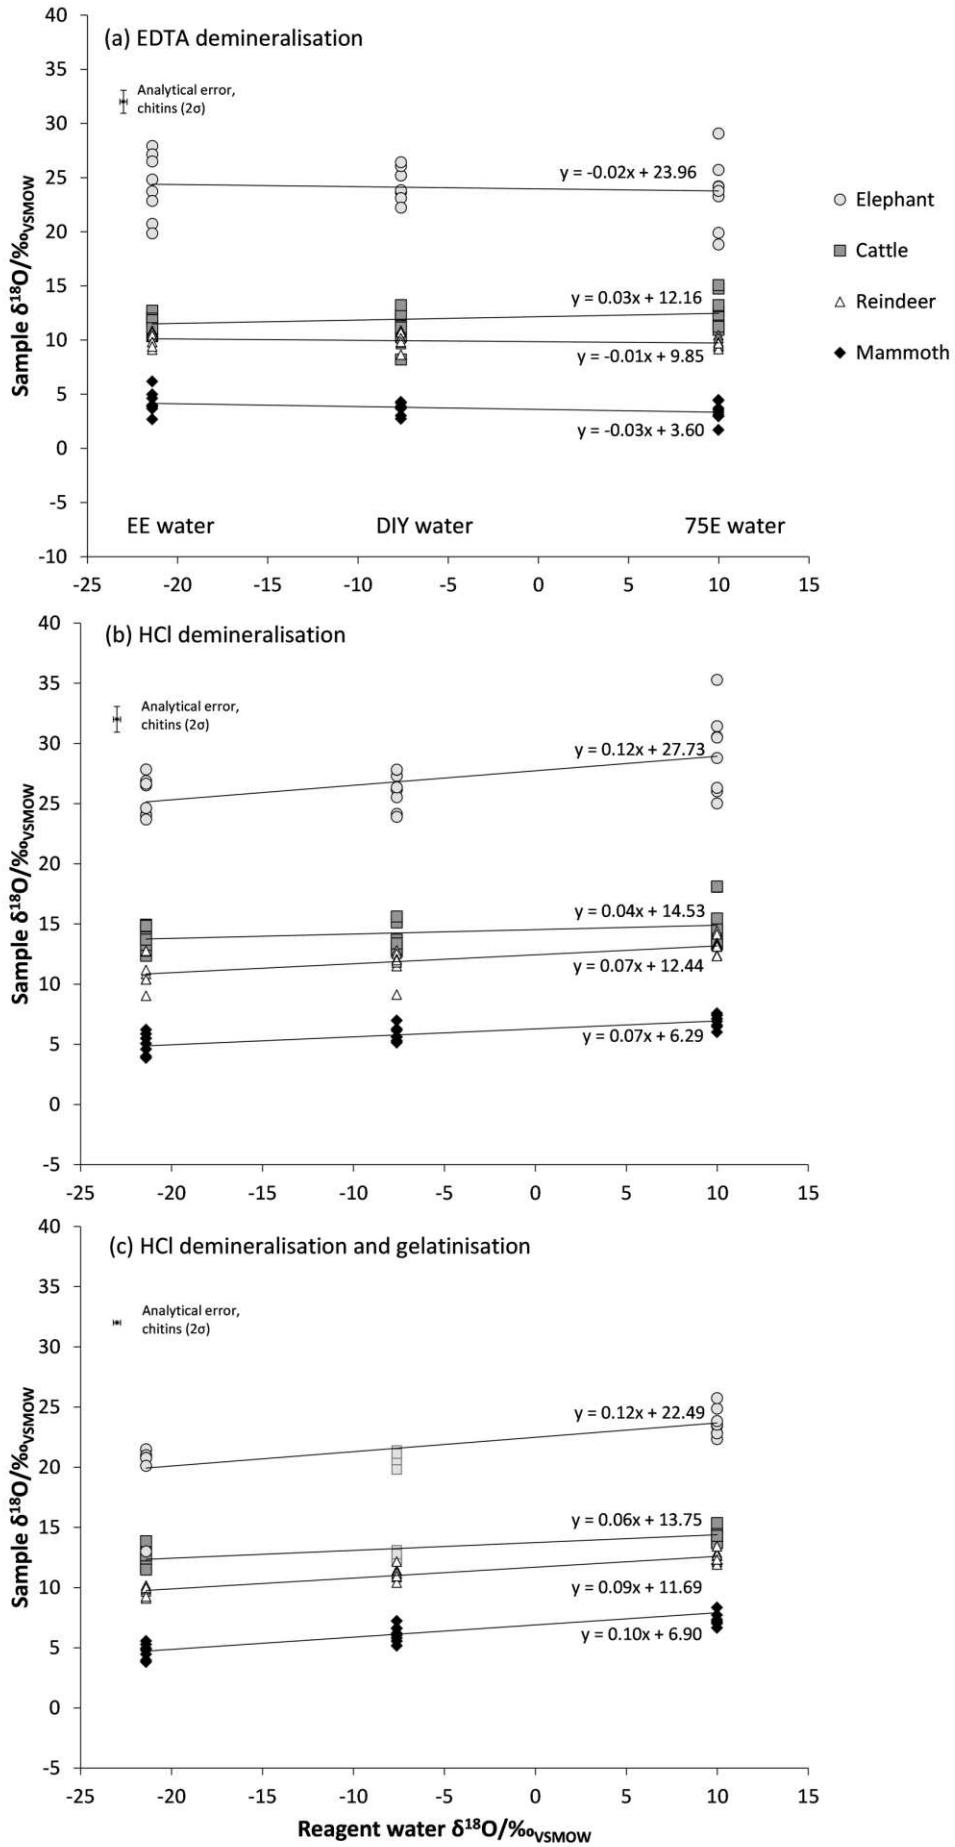 40
(a) EDTA demineralisation
35
Analytical error,
chitins (2σ)
30
y = -0.02x + 23.96
25
Elephant
20
Cattle
15
y = 0.03x + 12.16
Reindeer
10
y = -0.01x + 9.85
Mammoth
5
y = -0.03x + 3.60
0
-5
EE water DIY water 75E water
-10
-25 -20 -15 -10 -5 0 5 10 15
Sample δ¹⁸O/‰VSMOW
40
(b) HCl demineralisation
35
Analytical error,
chitins (2σ)
30
y = 0.12x + 27.73
25
20
15
y = 0.04x + 14.53
y = 0.07x + 12.44
10
5
y = 0.07x + 6.29
0
-5
-25 -20 -15 -10 -5 0 5 10 15
Sample δ¹⁸O/‰VSMOW
40
(c) HCl demineralisation and gelatinisation
35
Analytical error,
chitins (2σ)
30
25
y = 0.12x + 22.49
20
15
y = 0.06x + 13.75
10
y = 0.09x + 11.69
5
y = 0.10x + 6.90
0
-5
-25 -20 -15 -10 -5 0 5 10 15
Sample δ¹⁸O/‰VSMOW
Reagent water δ¹⁸O/‰VSMOW